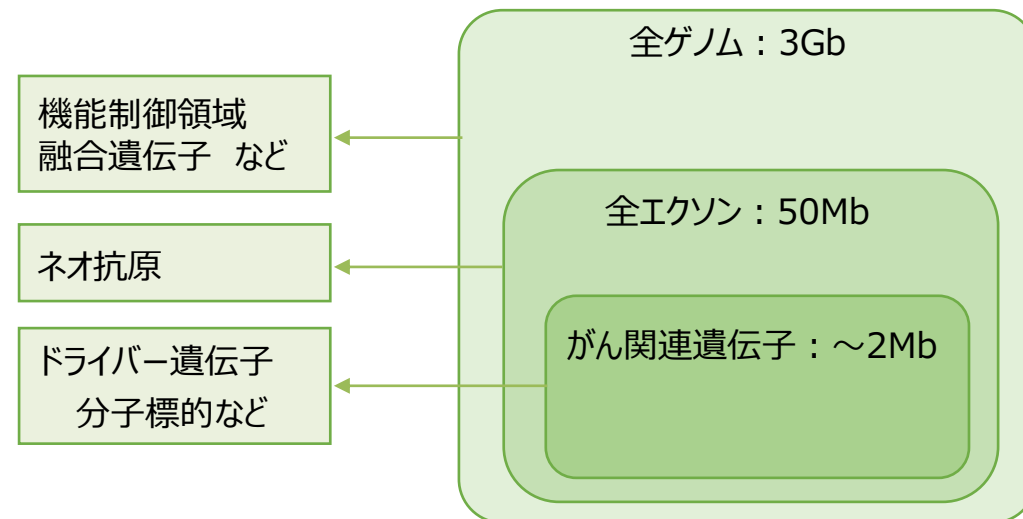 全ゲノム：3Gb
機能制御領域
融合遺伝子　など
全エクソン：50Mb
ネオ抗原
がん関連遺伝子：～2Mb
ドライバー遺伝子
分子標的など